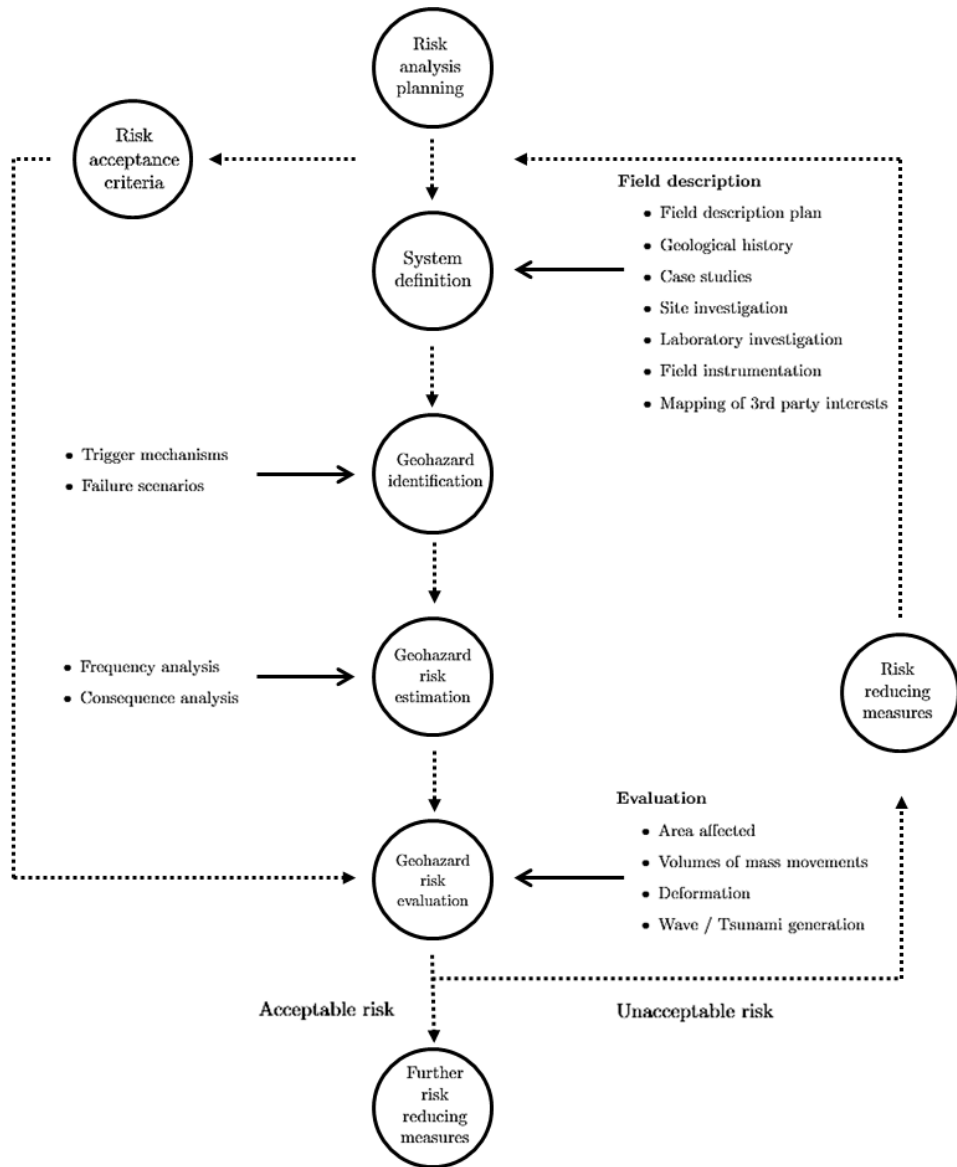 Risk
analysis
planning
Risk
acceptance
criteria
Field description
• Field description plan
• Geological history
• Case studies
• Site investigation
• Laboratory investigation
• Field instrumentation
• Mapping of 3rd party interests
System
definition
• Trigger mechanisms
• Failure scenarios
Geohazard
identification
• Frequency analysis
• Consequence analysis
Geohazard
risk
estimation
Risk
reducing
measures
Evaluation
• Area affected
• Volumes of mass movements
• Deformation
• Wave / Tsunami generation
Geohazard
risk
evaluation
Acceptable risk
Unacceptable risk
Further
risk
reducing
measures